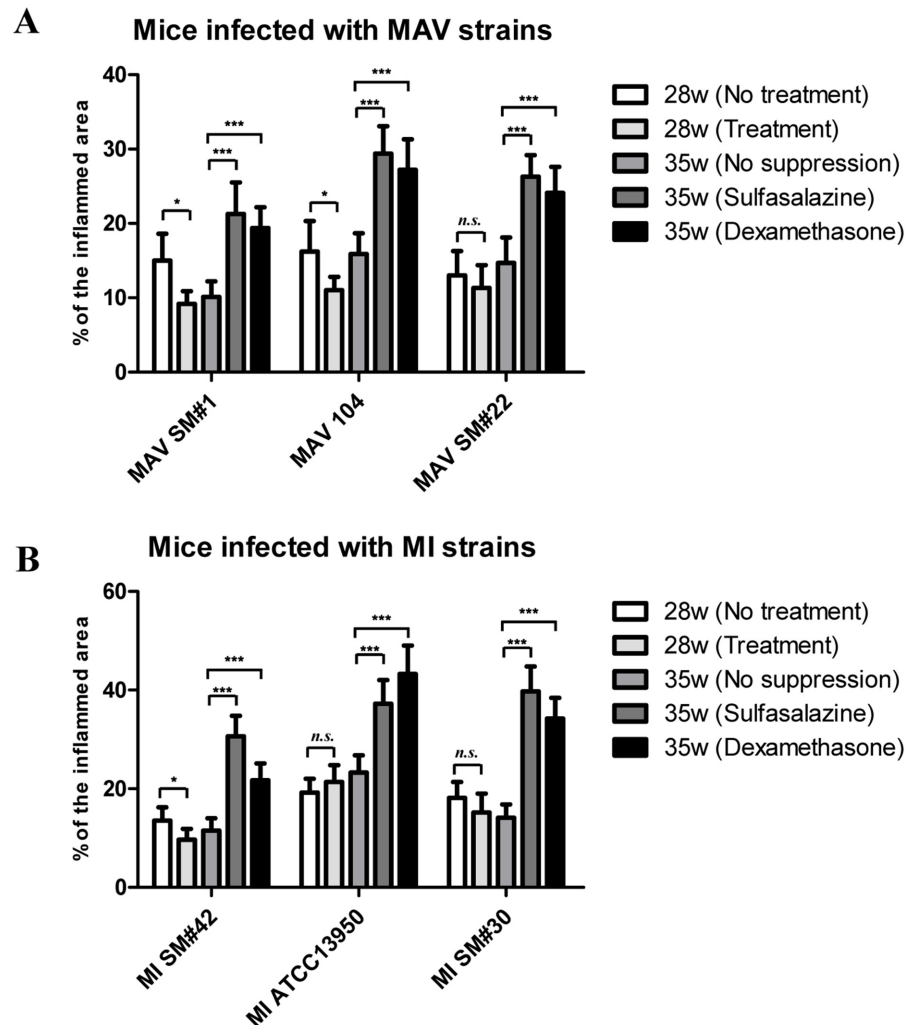 A
Mice infected with MAV strains
% of the inflammed area
40
30
20
10
0
*
***
***
*
***
***
n.s.
***
***
MAV SM#1
MAV 104
MAV SM#22
28w (No treatment)
28w (Treatment)
35w (No suppression)
35w (Sulfasalazine)
35w (Dexamethasone)
B
Mice infected with MI strains
% of the inflammed area
60
40
20
0
*
***
***
n.s.
***
***
n.s.
***
***
MI SM#42
MI ATCC13950
MI SM#30
28w (No treatment)
28w (Treatment)
35w (No suppression)
35w (Sulfasalazine)
35w (Dexamethasone)